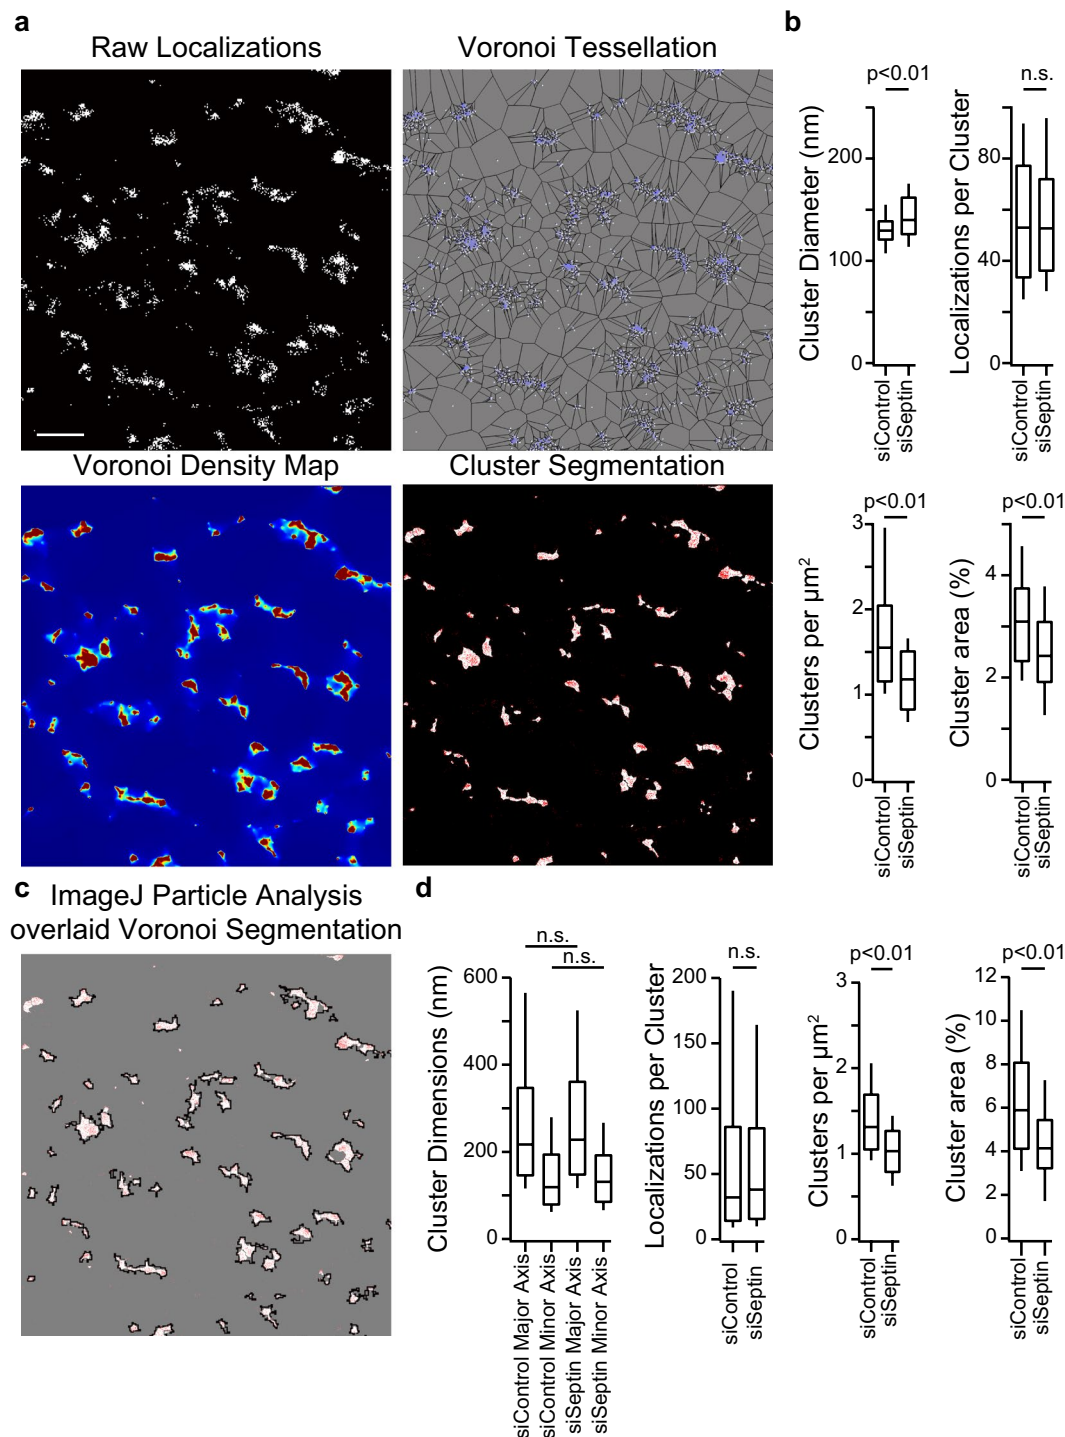 a
Raw Localizations
Voronoi Tessellation
Voronoi Density Map
Cluster Segmentation
b
p<0.01
Cluster Diameter (nm)
200
100
0
siControl
siSeptin
n.s.
Localizations per Cluster
80
40
0
siControl
siSeptin
p<0.01
Clusters per µm²
3
2
1
0
siControl
siSeptin
p<0.01
Cluster area (%)
4
2
0
siControl
siSeptin
c
ImageJ Particle Analysis
overlaid Voronoi Segmentation
d
n.s.
n.s.
Cluster Dimensions (nm)
600
400
200
0
siControl Major Axis
siControl Minor Axis
siSeptin Major Axis
siSeptin Minor Axis
n.s.
Localizations per Cluster
200
150
100
50
0
siControl
siSeptin
p<0.01
Clusters per µm²
3
2
1
0
siControl
siSeptin
p<0.01
Cluster area (%)
12
10
8
6
4
2
0
siControl
siSeptin